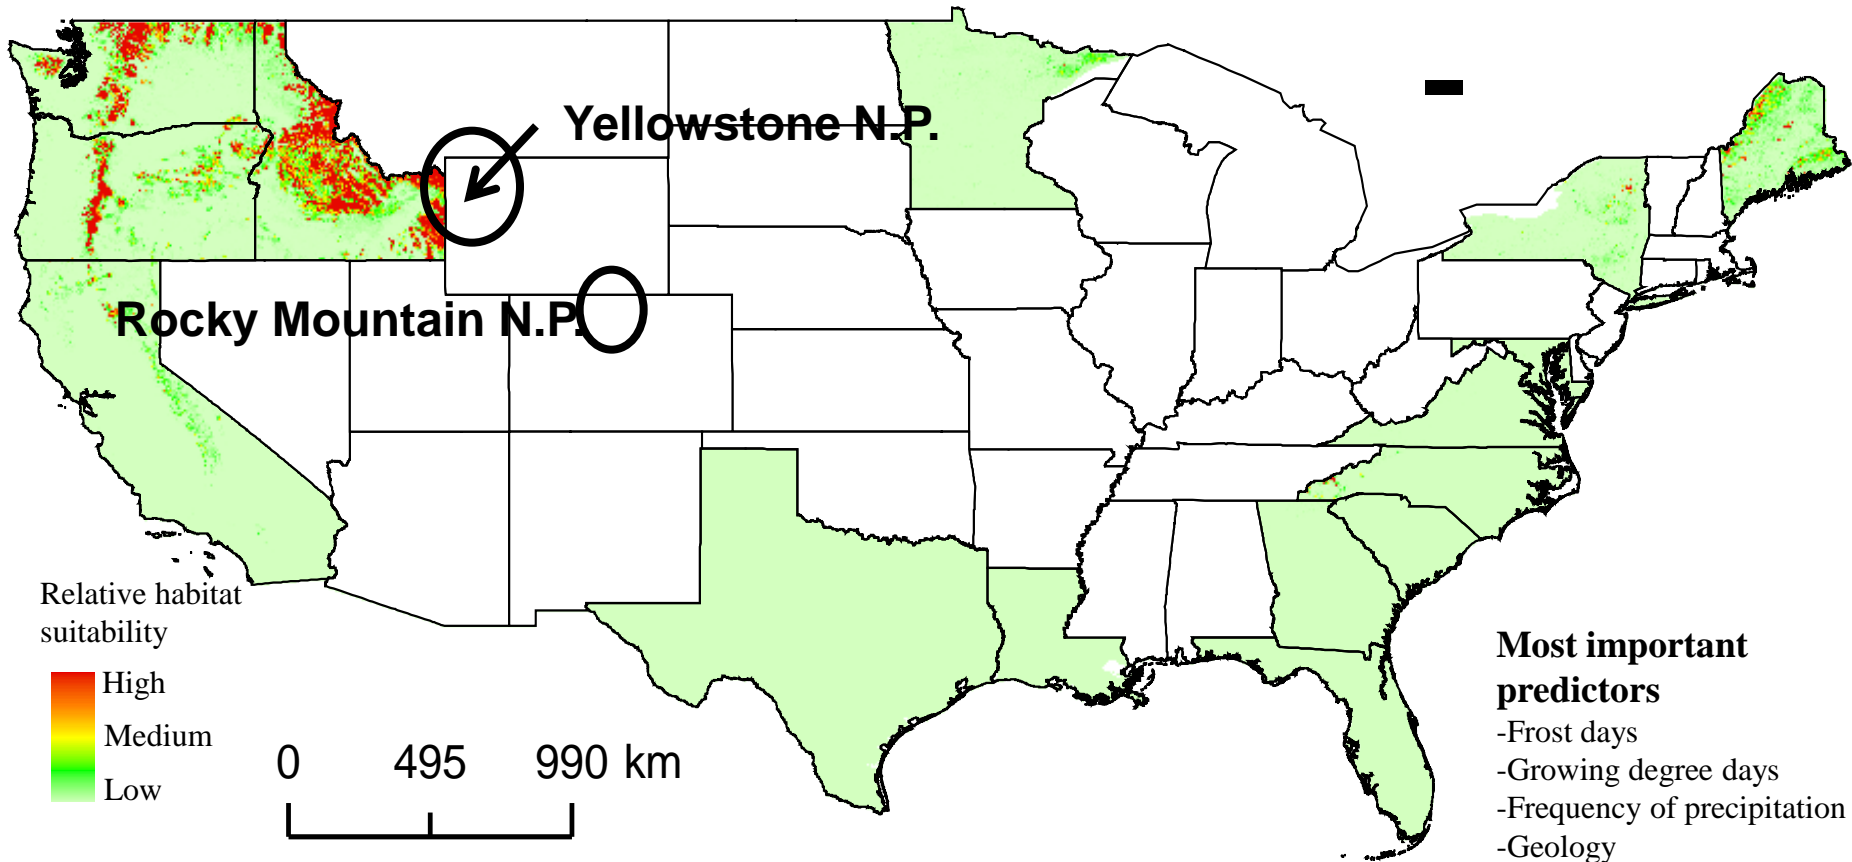 Yellowstone N.P.
Rocky Mountain N.P.
Relative habitat
suitability
High
Medium
Low
0 495 990 km
Most important
predictors
-Frost days
-Growing degree days
-Frequency of precipitation
-Geology